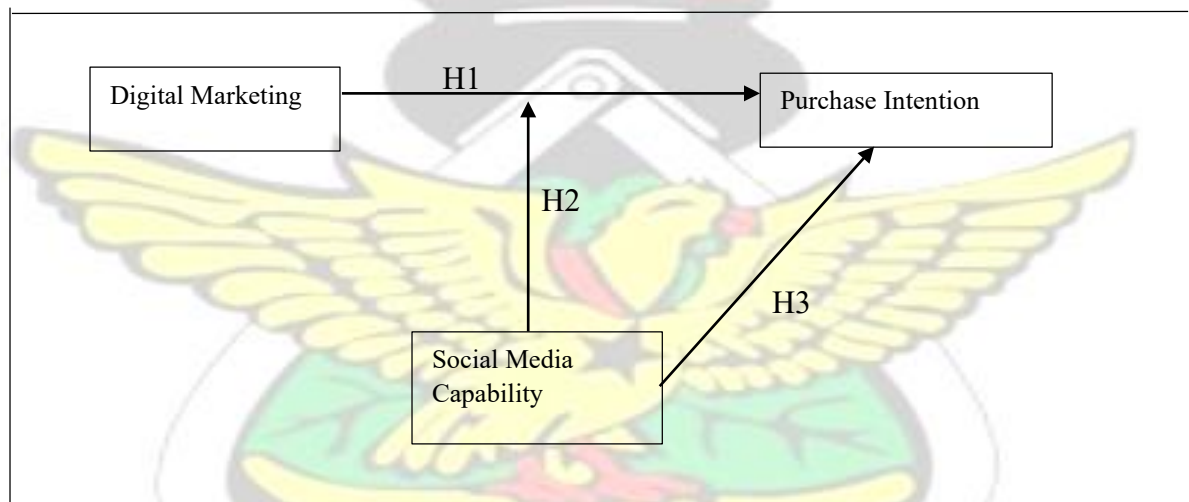 H1
Digital Marketing
Purchase Intention
H2
H3
Social Media
Capability